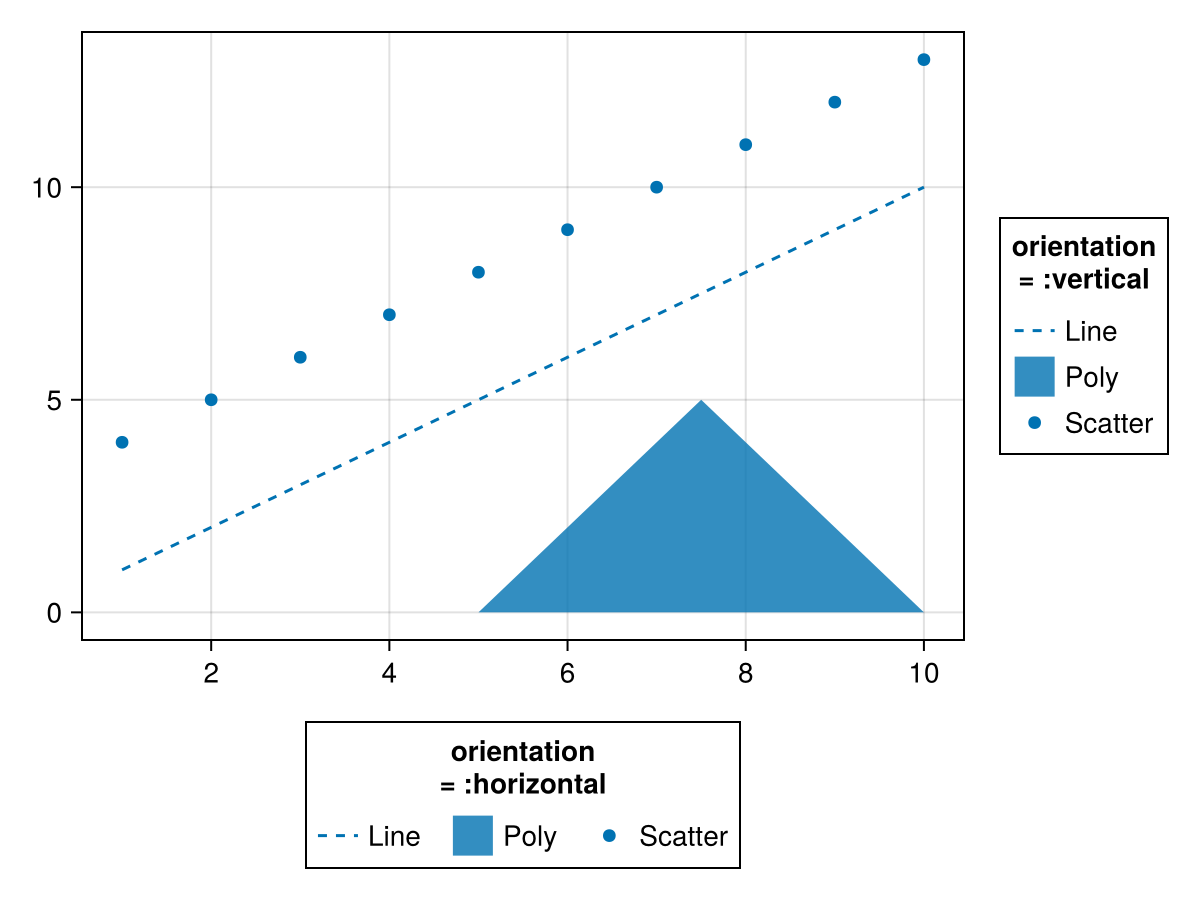 10
5
0
2 4 6 8 10
orientation
= :vertical
Line
Poly
Scatter
orientation
= :horizontal
Line Poly Scatter